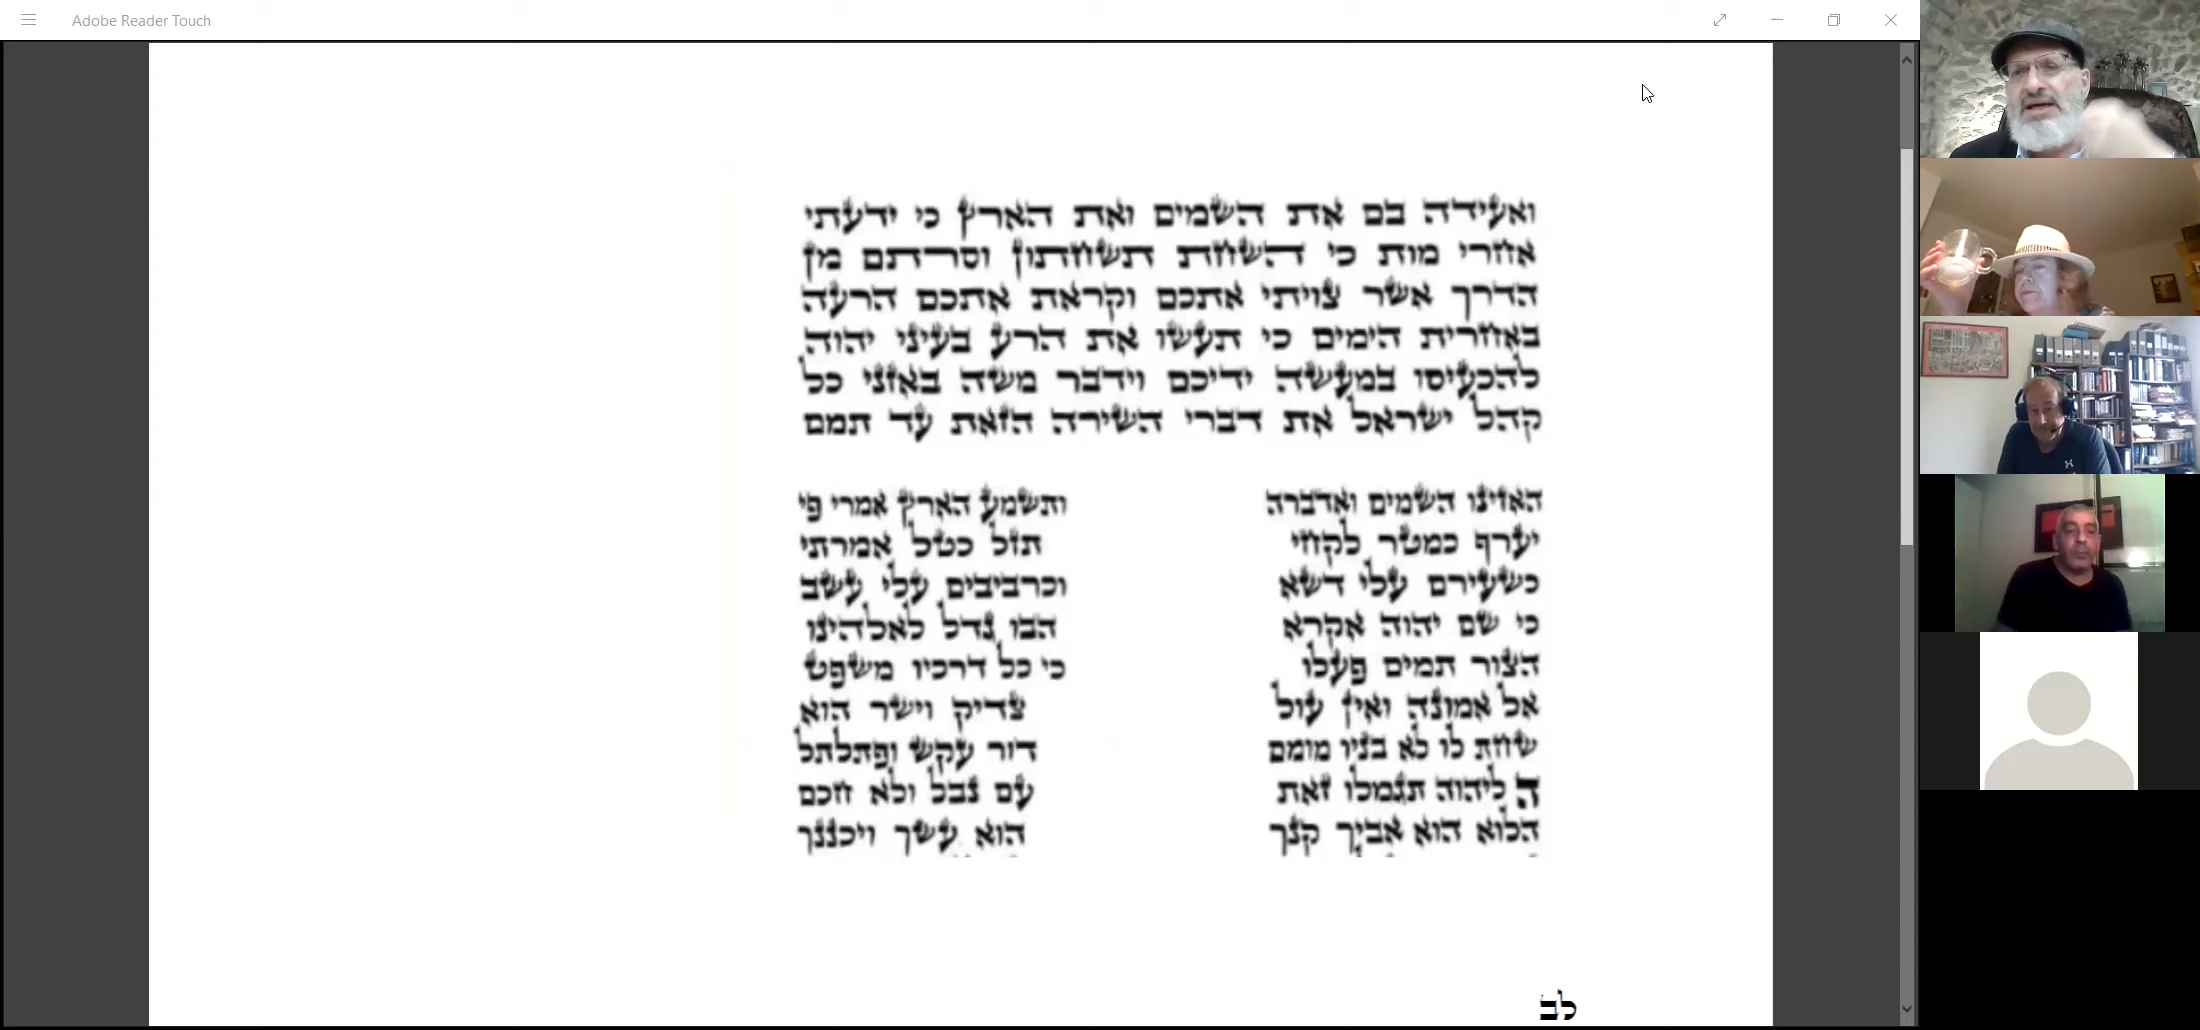 Adobe Reader Touch
ואעידה בם את השמים ואת הארץ כי ידעתי
אחרי מות כי השחת תשחתון וסרתם מן
הדרך אשר צויתי אתכם וקראת אתכם הרעה
באחרית הימים כי תעשו את הרע בעיני יהוה
להכעיסו במעשה ידיכם וידבר משה באזני כל
קהל ישראל את דברי השירה הזאת עד תמם
האזינו השמים ואדברה ותשמע הארץ אמרי פי
יערף כמטר לקחי תזל כטל אמרתי
כשעירם עלי דשא וכרביבים עלי עשב
כי שם יהוה אקרא הבו גדל לאלהינו
הצור תמים פעלו כי כל דרכיו משפט
אל אמונה ואין עול צדיק וישר הוא
שחת לו לא בניו מומם דור עקש ופתלתל
ה ליהוה תגמלו זאת עם נבל ולא חכם
הלוא הוא אביך קנך הוא עשך ויכננך
לב